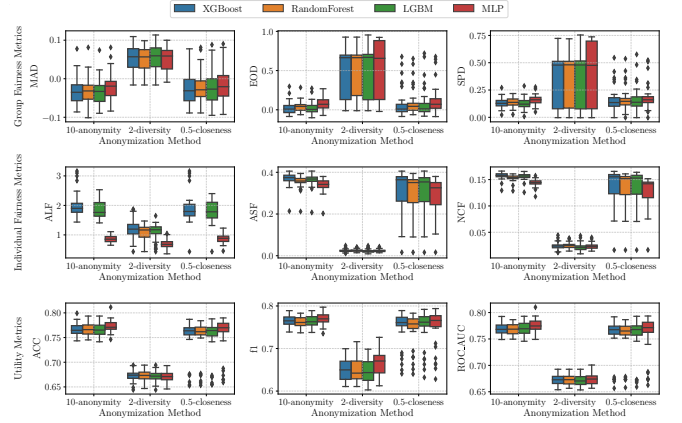 XGBoost RandomForest LGBM MLP
Group Fairness Metrics
MAD
0.1
0.0
−0.1
10-anonymity 2-diversity 0.5-closeness
Anonymization Method
EOD
0.5
0.0
10-anonymity 2-diversity 0.5-closeness
Anonymization Method
SPD
0.75
0.50
0.25
0.00
10-anonymity 2-diversity 0.5-closeness
Anonymization Method
Individual Fairness Metrics
ALF
3
2
1
10-anonymity 2-diversity 0.5-closeness
Anonymization Method
ASF
0.4
0.2
0.0
10-anonymity 2-diversity 0.5-closeness
Anonymization Method
NCF
0.15
0.10
0.05
10-anonymity 2-diversity 0.5-closeness
Anonymization Method
Utility Metrics
ACC
0.80
0.75
0.70
0.65
10-anonymity 2-diversity 0.5-closeness
Anonymization Method
f1
0.8
0.7
0.6
10-anonymity 2-diversity 0.5-closeness
Anonymization Method
ROC_AUC
0.80
0.75
0.70
0.65
10-anonymity 2-diversity 0.5-closeness
Anonymization Method